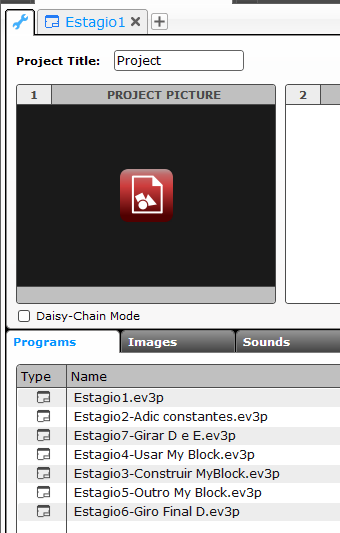 Estagio1
Project Title: Project
1 PROJECT PICTURE 2
Daisy-Chain Mode
Programs Images Sounds
Type Name
Estagio1.ev3p
Estagio2-Adic constantes.ev3p
Estagio7-Girar D e E.ev3p
Estagio4-Usar My Block.ev3p
Estagio3-Construir MyBlock.ev3p
Estagio5-Outro My Block.ev3p
Estagio6-Giro Final D.ev3p